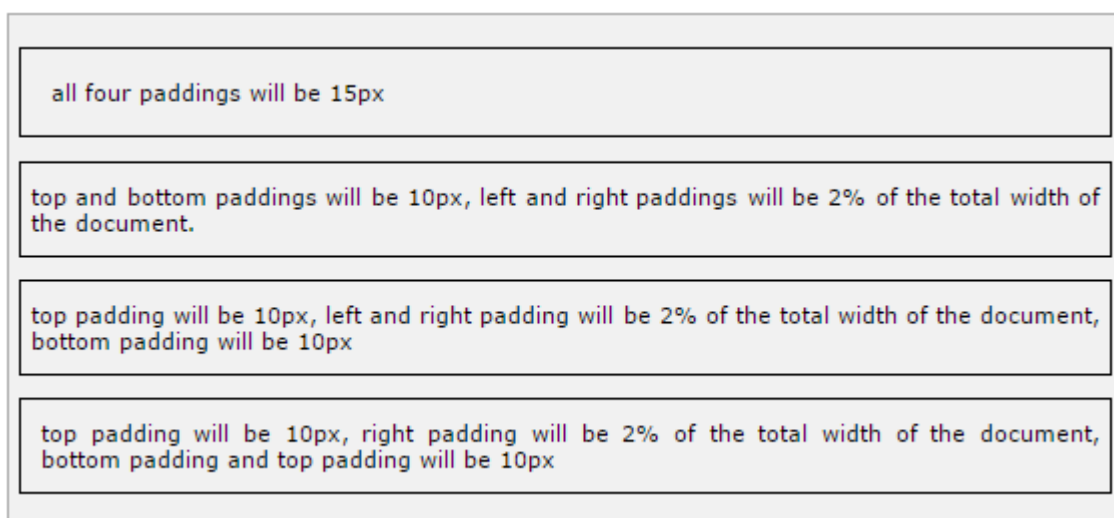 all four paddings will be 15px
top and bottom paddings will be 10px, left and right paddings will be 2% of the total width of
the document.
top padding will be 10px, left and right padding will be 2% of the total width of the document,
bottom padding will be 10px
top padding will be 10px, right padding will be 2% of the total width of the document,
bottom padding and top padding will be 10px